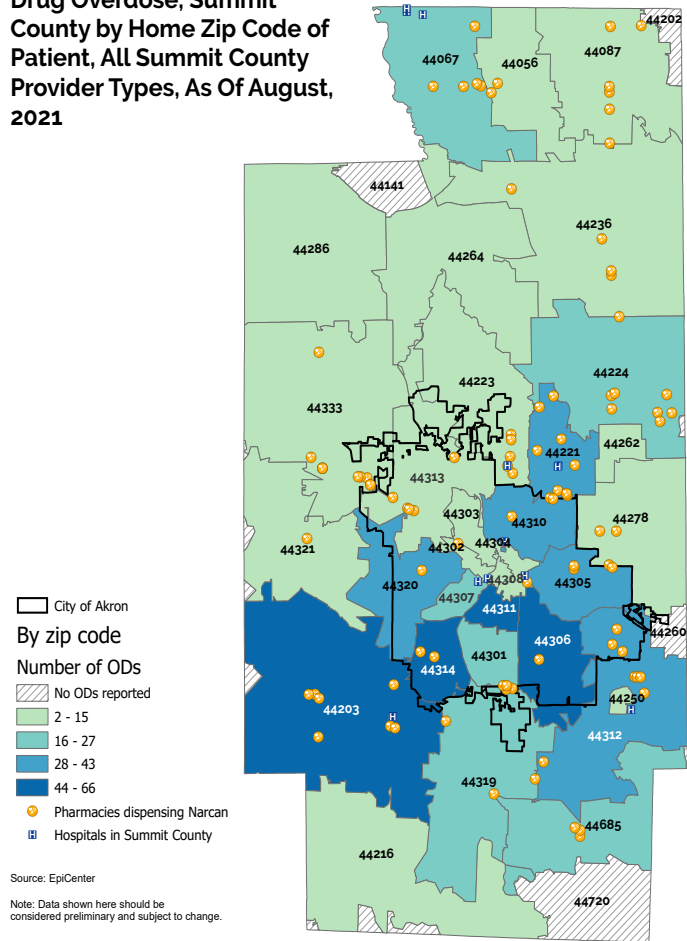 Drug Overdose, Summit
County by Home Zip Code of
Patient, All Summit County
Provider Types, As Of August,
2021
44202
44067
44056
44087
44141
44236
44286
44264
44224
44223
44333
44262
44221
44313
44303
44278
44310
44321
44302
44304
44320
44308
44305
44307
44311
44260
44306
44301
44314
44250
44203
44312
44319
44685
44216
44720
City of Akron
By zip code
Number of ODs
No ODs reported
2 - 15
16 - 27
28 - 43
44 - 66
Pharmacies dispensing Narcan
H Hospitals in Summit County
Source: EpiCenter
Note: Data shown here should be
considered preliminary and subject to change.